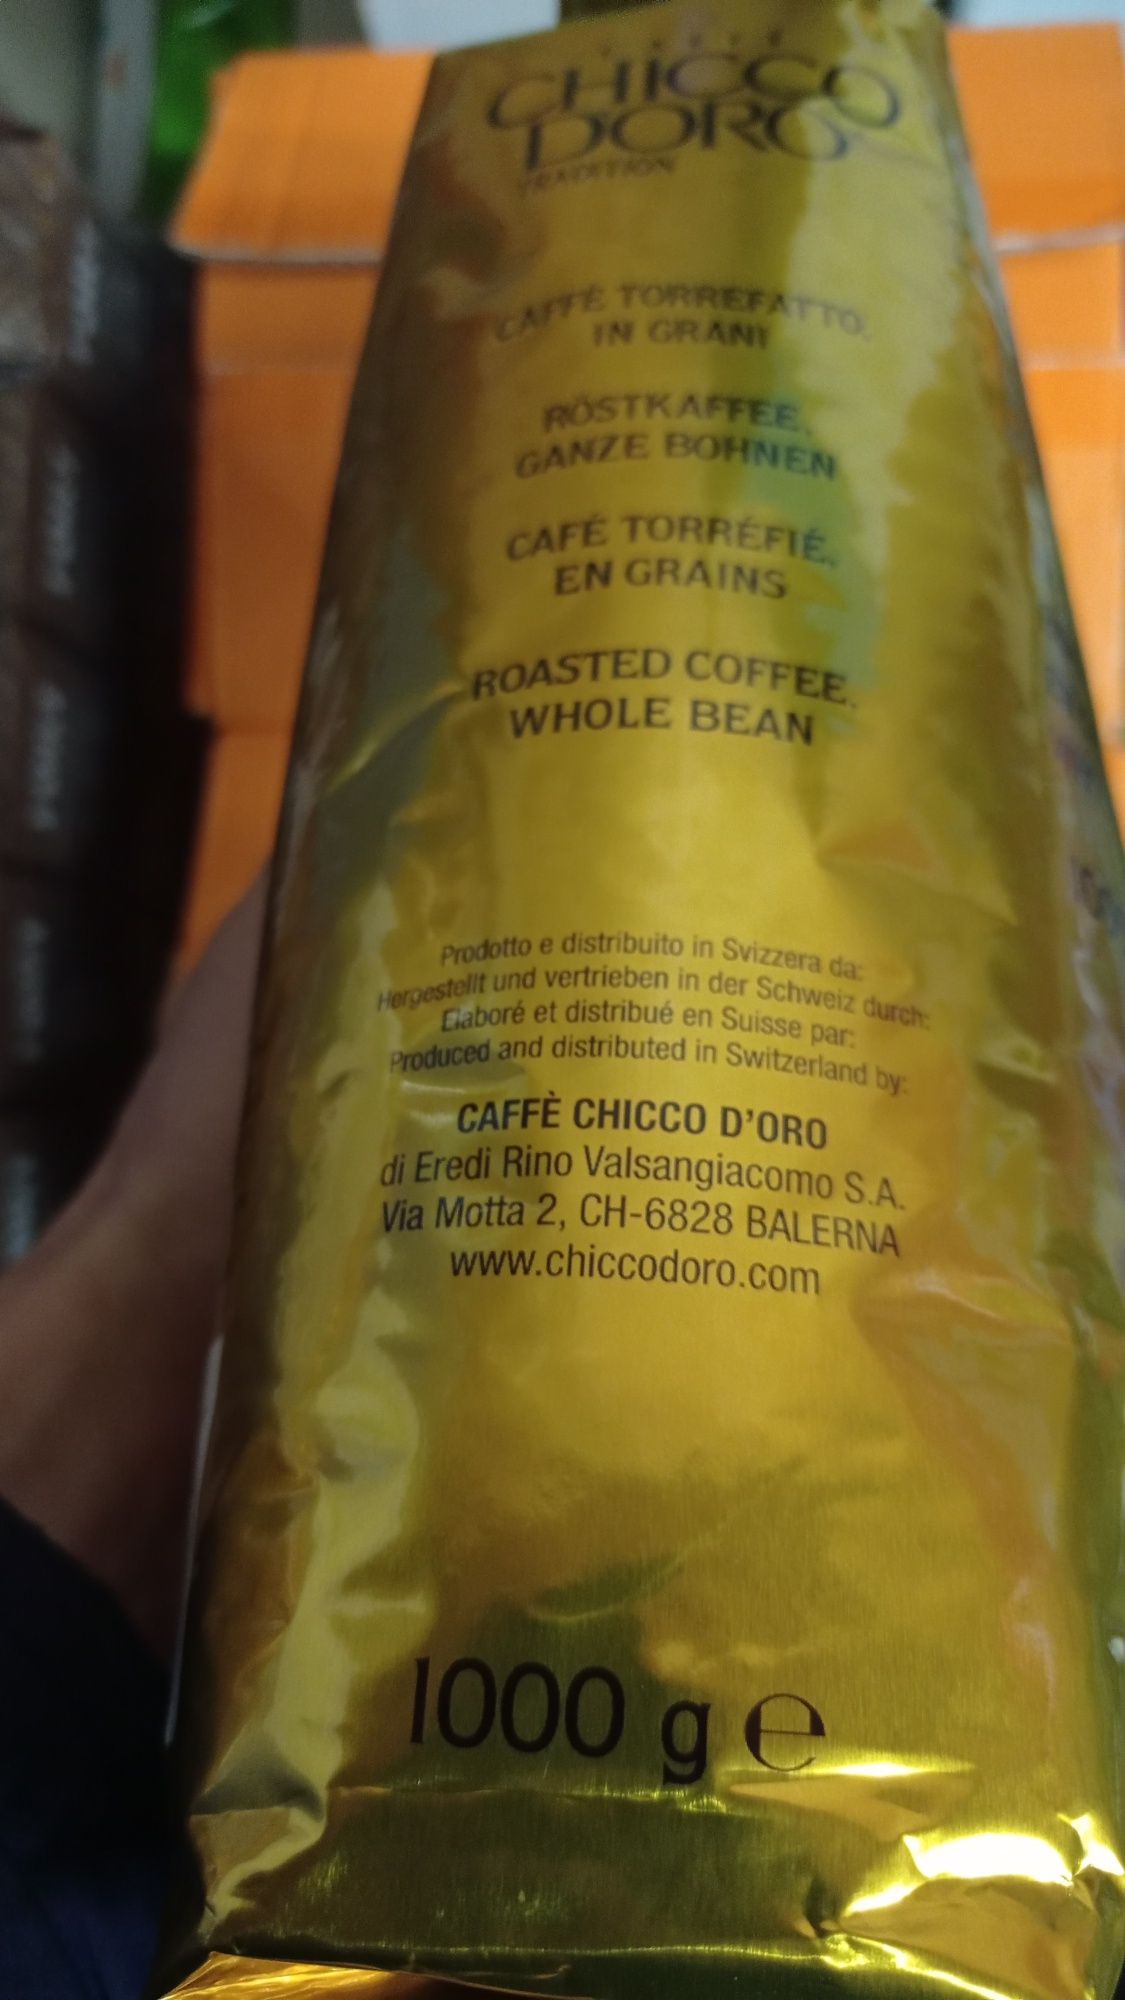 CAFFÈ
CHICCO
D'ORO
TRADITION
CAFFÈ TORREFATTO,
IN GRANI
RÖSTKAFFEE,
GANZE BOHNEN
CAFÉ TORRÉFIÉ,
EN GRAINS
ROASTED COFFEE,
WHOLE BEAN
Prodotto e distribuito in Svizzera da:
Hergestellt und vertrieben in der Schweiz durch:
Elaboré et distribué en Suisse par:
Produced and distributed in Switzerland by:
CAFFÈ CHICCO D'ORO
di Eredi Rino Valsangiacomo S.A.
Via Motta 2, CH-6828 BALERNA
www.chiccodoro.com
1000 g e